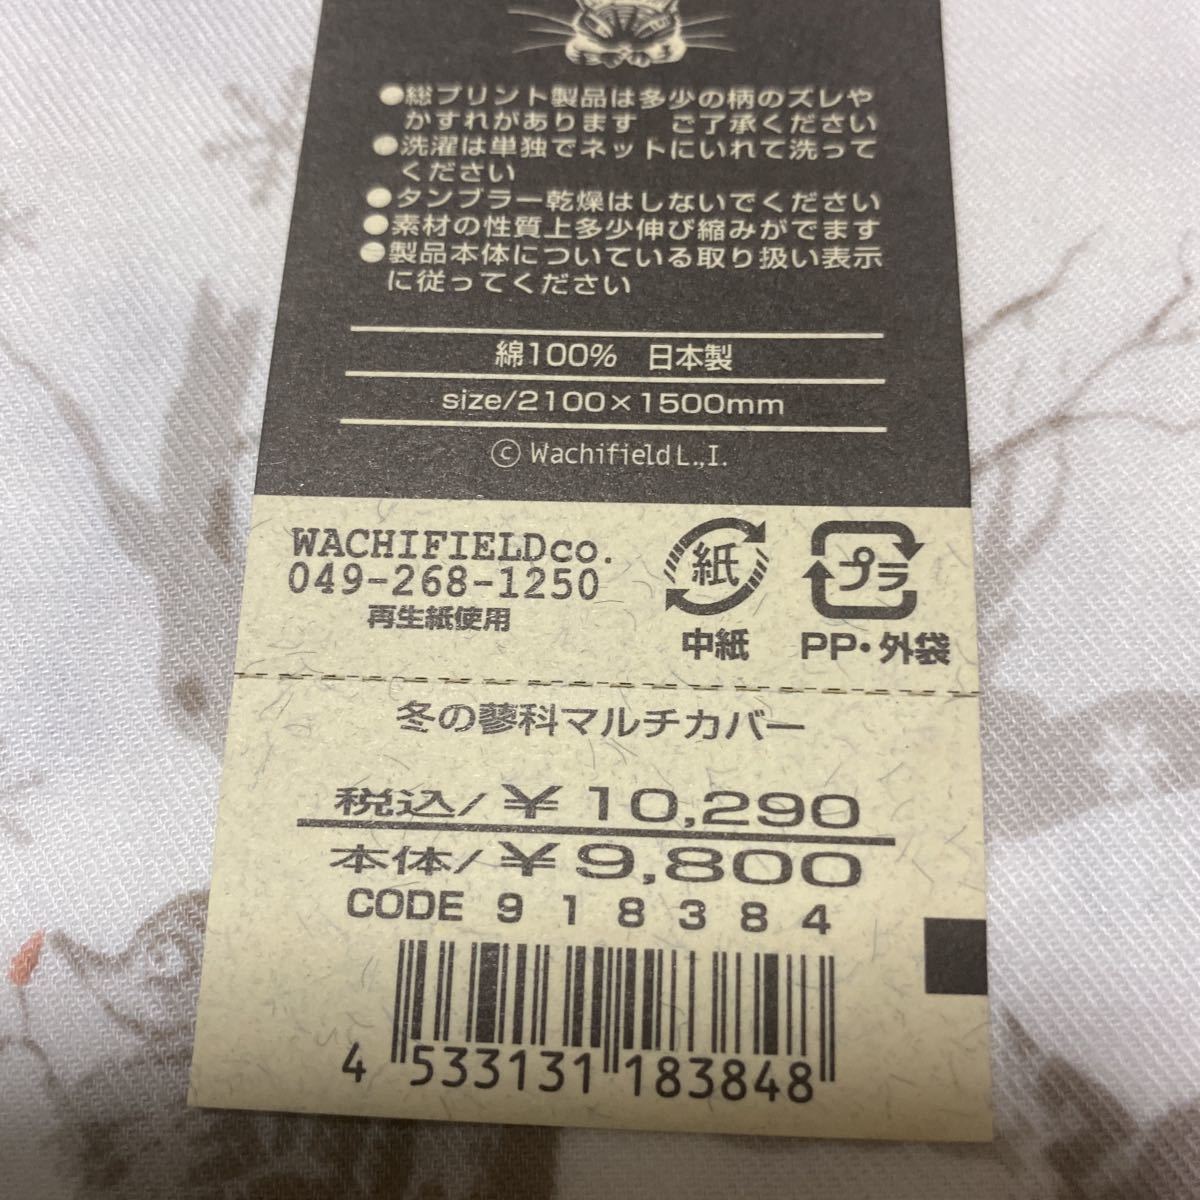 ●総プリント製品は多少の柄のズレや
かすれがあります　ご了承ください
●洗濯は単独でネットにいれて洗って
ください
●タンブラー乾燥はしないでください
●素材の性質上多少伸び縮みがでます
●製品本体についている取り扱い表示
に従ってください
綿100%　日本製
size/2100×1500mm
© Wachifield L.,I.
WACHIFIELDco.
049-268-1250
再生紙使用
紙
中紙
プラ
PP・外袋
冬の蓼科マルチカバー
税込/¥10,290
本体/¥9,800
CODE 918384
4 533131 183848